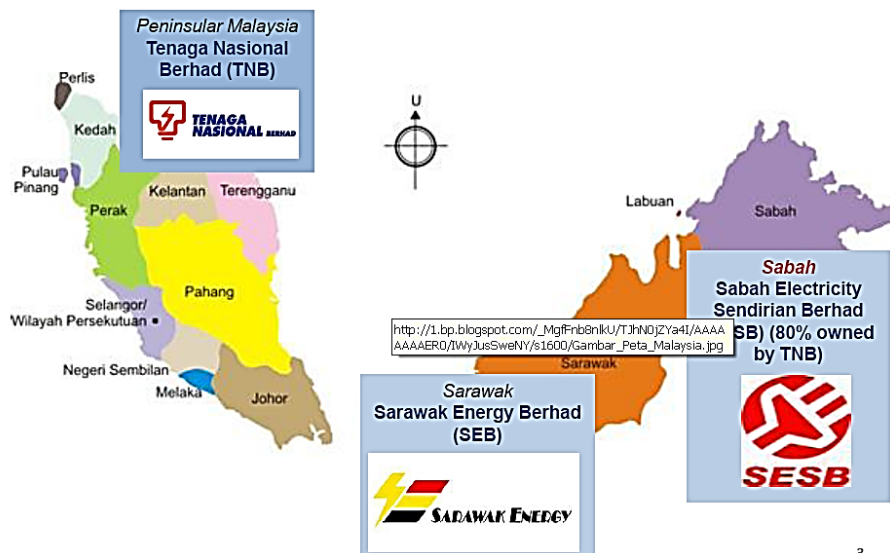 Peninsular Malaysia
Tenaga Nasional
Berhad (TNB)
TENAGA
NASIONAL BERHAD
Perlis
Kedah
Pulau
Pinang
Perak
Kelantan
Terengganu
Pahang
Selangor/
Wilayah Persekutuan
Negeri Sembilan
Melaka
Johor
U
Labuan
Sabah
Sabah
Sabah Electricity
Sendirian Berhad
SB) (80% owned
by TNB)
SESB
http://1.bp.blogspot.com/_MgfFnb8nlkU/TJhN0jZYa4I/AAAA
AAAAER0/IWyJusSweNY/s1600/Gambar_Peta_Malaysia.jpg
Sarawak
Sarawak
Sarawak Energy Berhad
(SEB)
SARAWAK ENERGY